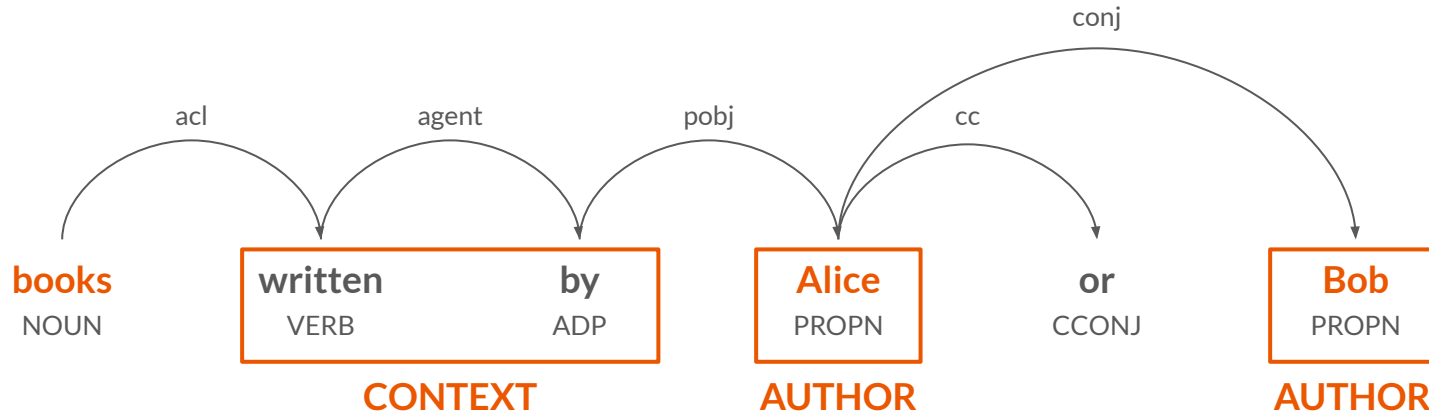 conj
acl agent pobj cc
books written by Alice or Bob
NOUN VERB ADP PROPN CCONJ PROPN
CONTEXT AUTHOR AUTHOR